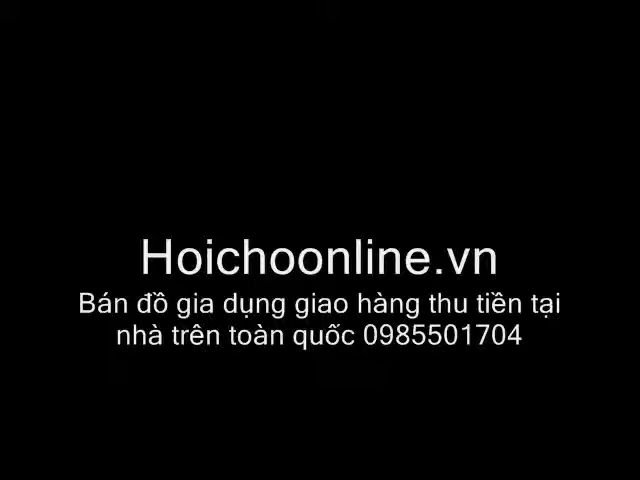 Hoichoonline.vn
Bán đồ gia dụng giao hàng thu tiền tại
nhà trên toàn quốc 0985501704